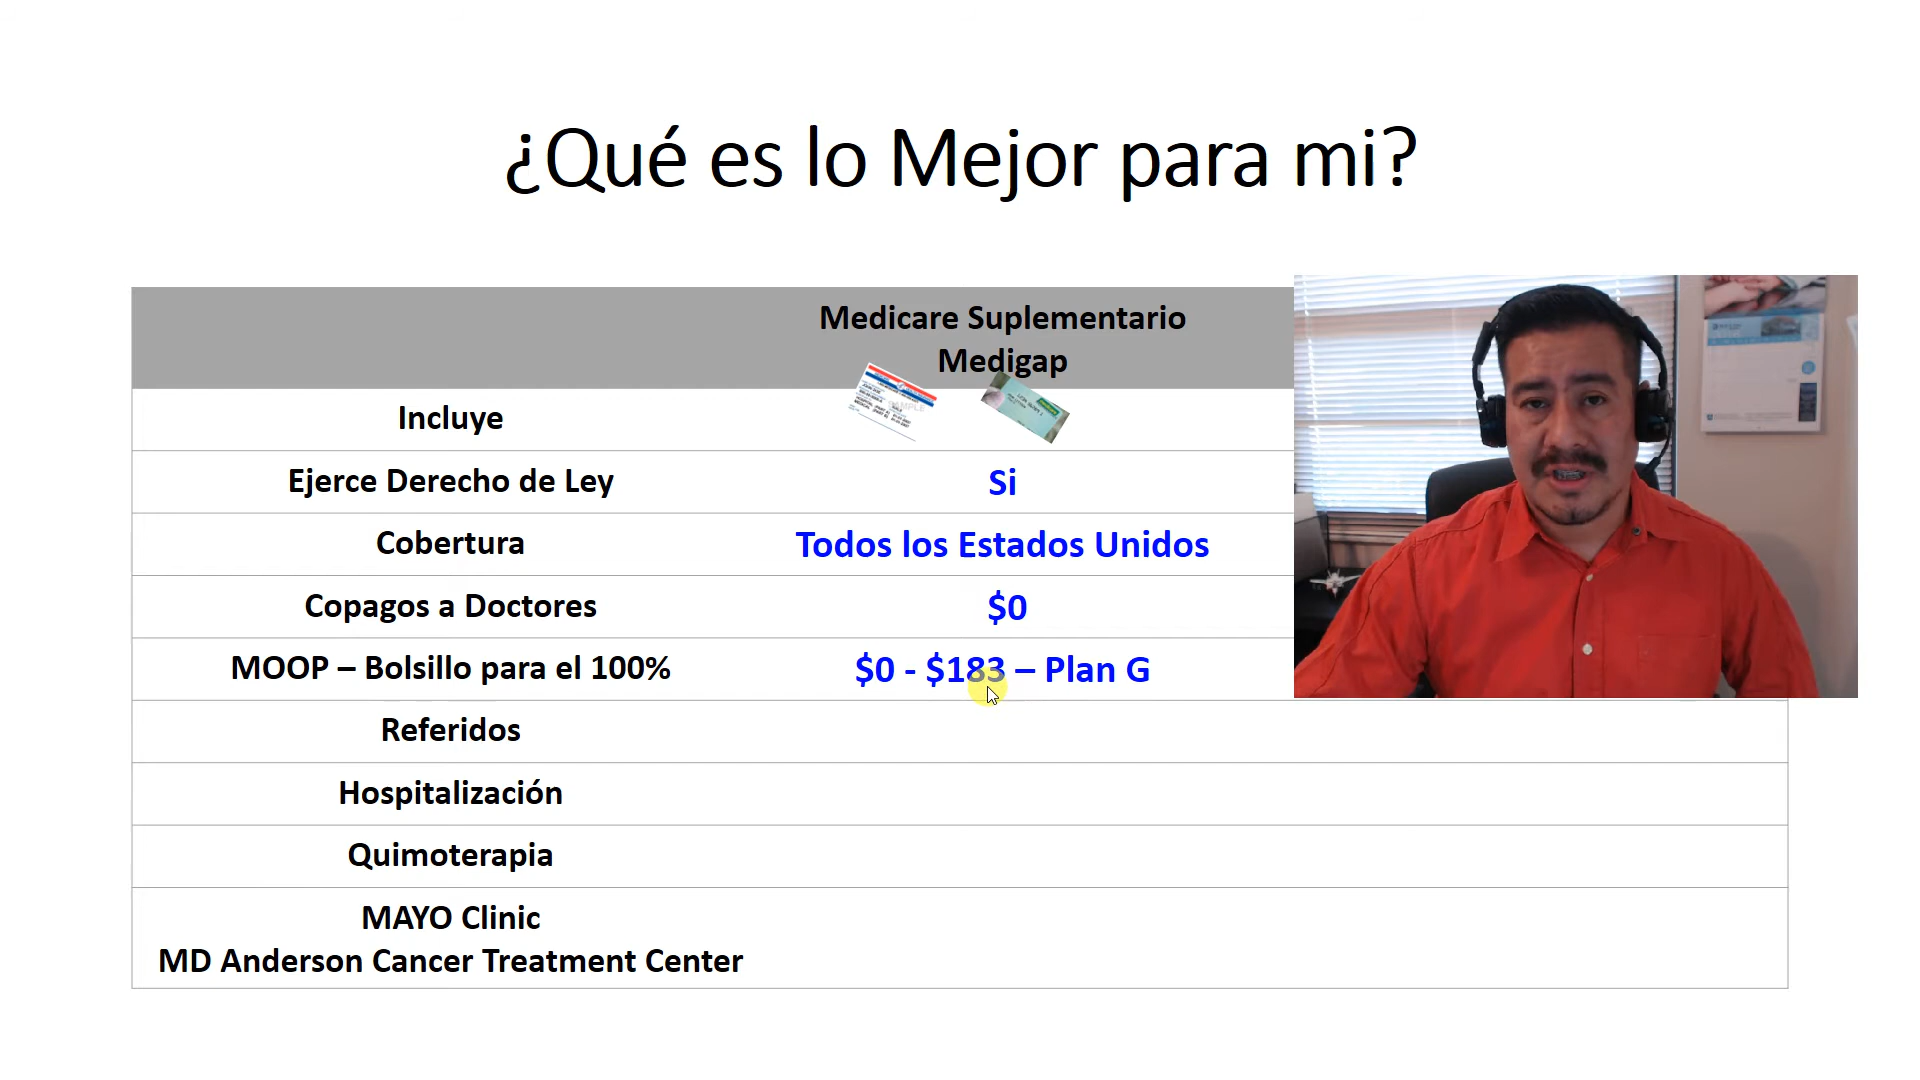 ¿Qué es lo Mejor para mi?
Medicare Suplementario
Medigap
Incluye
SAMPLE
Ejerce Derecho de Ley
Si
Cobertura
Todos los Estados Unidos
Copagos a Doctores
$0
MOOP – Bolsillo para el 100%
$0 - $183 – Plan G
Referidos
Hospitalización
Quimoterapia
MAYO Clinic
MD Anderson Cancer Treatment Center